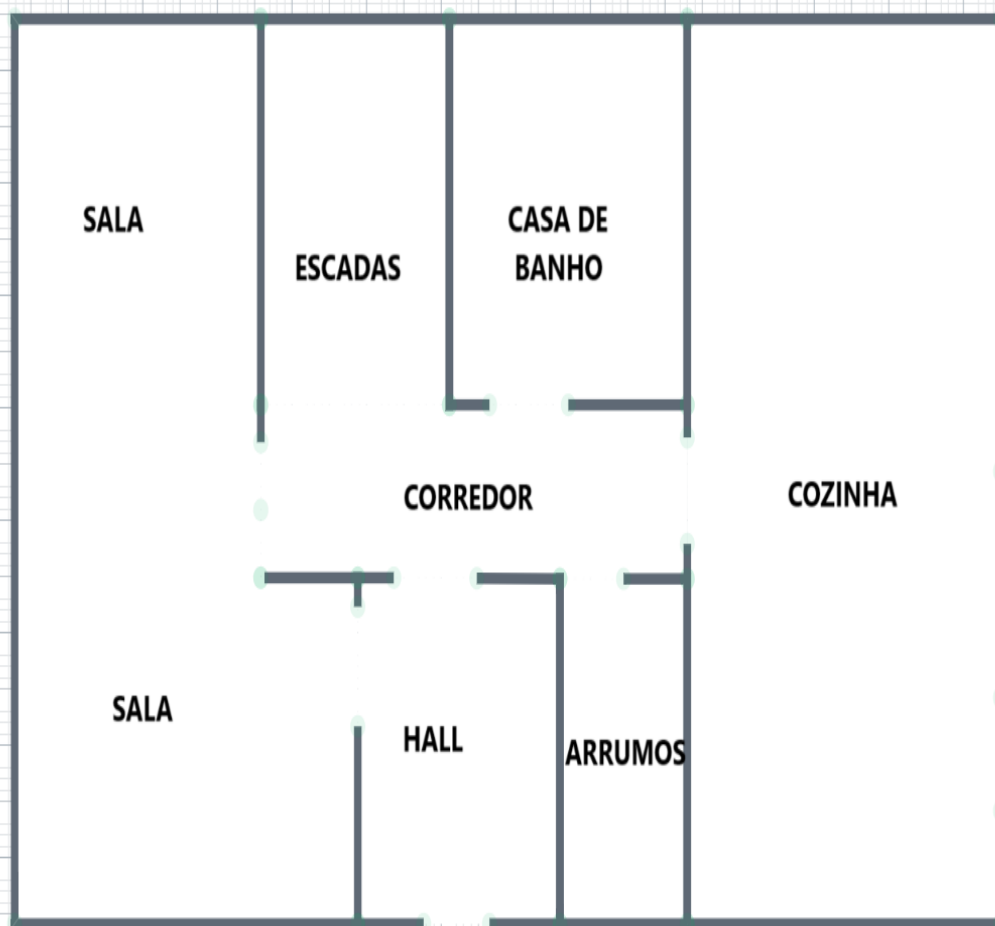 SALA
ESCADAS
CASA DE
BANHO
CORREDOR
COZINHA
SALA
HALL
ARRUMOS